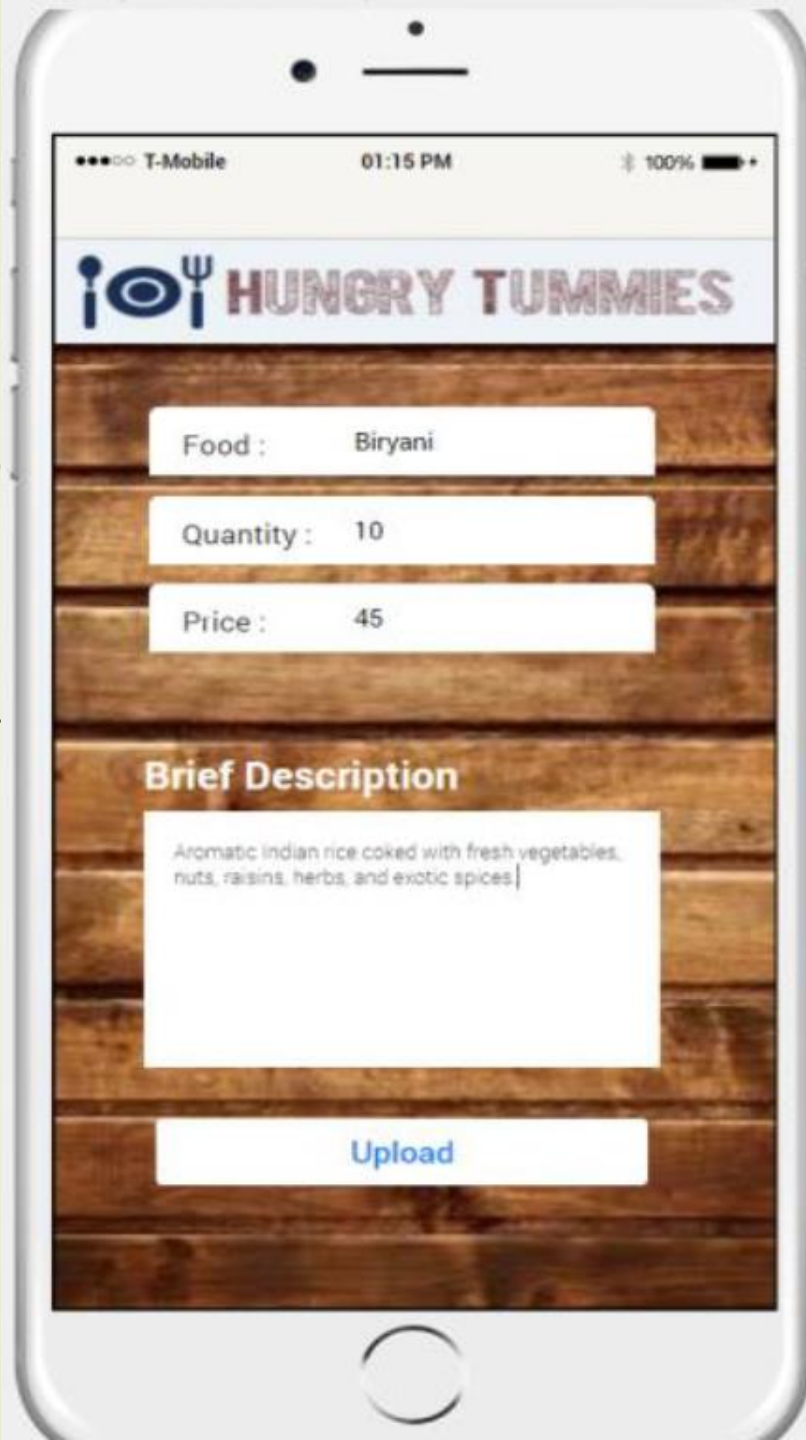 T-Mobile 01:15 PM 100%
HUNGRY TUMMIES
Food : Biryani
Quantity : 10
Price : 45
Brief Description
Aromatic Indian rice coked with fresh vegetables,
nuts, raisins, herbs, and exotic spices
Upload